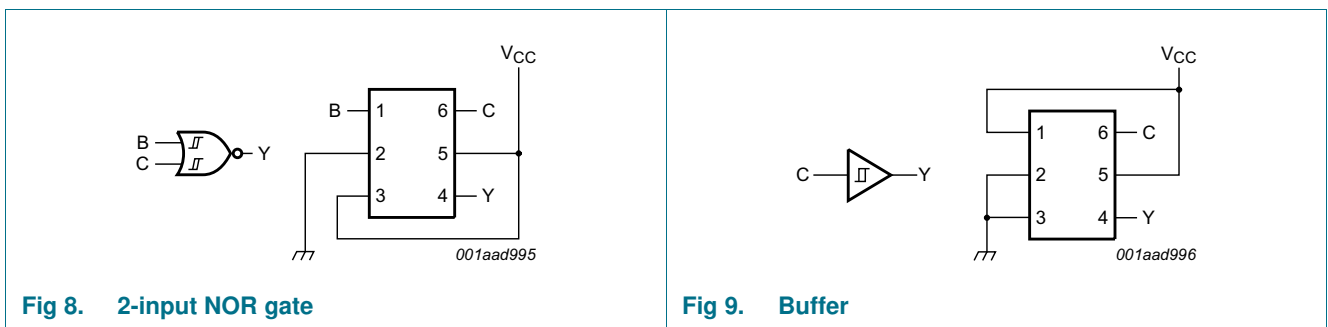 VCC
B 1 6 C
B Y 2 5
C
3 4 Y
001aad995
Fig 8. 2-input NOR gate
VCC
1 6 C
C Y 2 5
3 4 Y
001aad996
Fig 9. Buffer